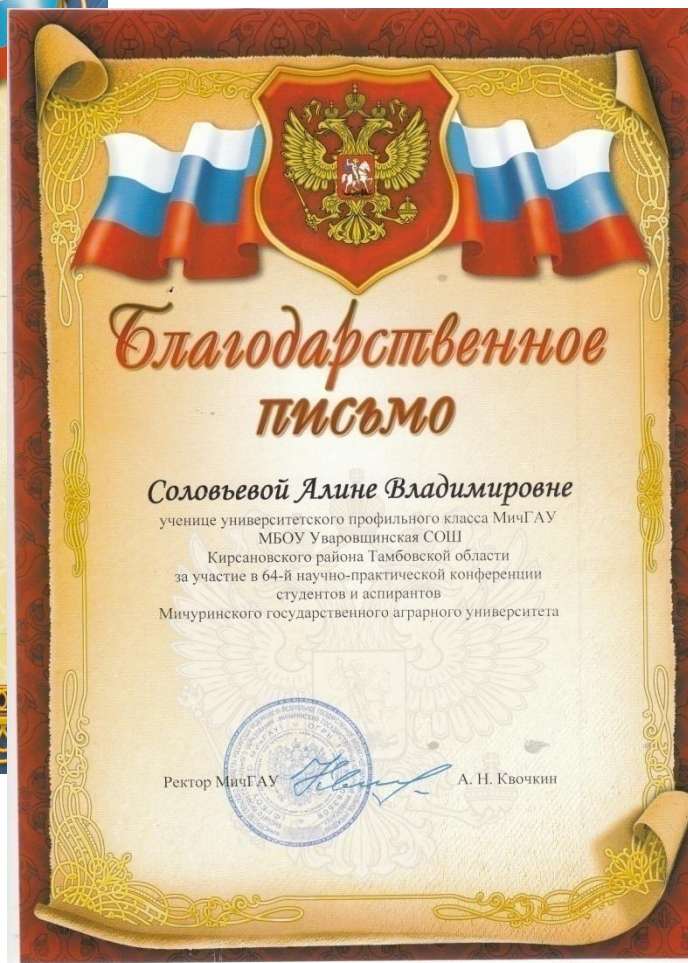 Благодарственное
письмо
Соловьевой Алине Владимировне
ученице университетского профильного класса МичГАУ
МБОУ Уваровщинская СОШ
Кирсановского района Тамбовской области
за участие в 64-й научно-практической конференции
студентов и аспирантов
Мичуринского государственного аграрного университета
Ректор МичГАУ А. Н. Квочкин